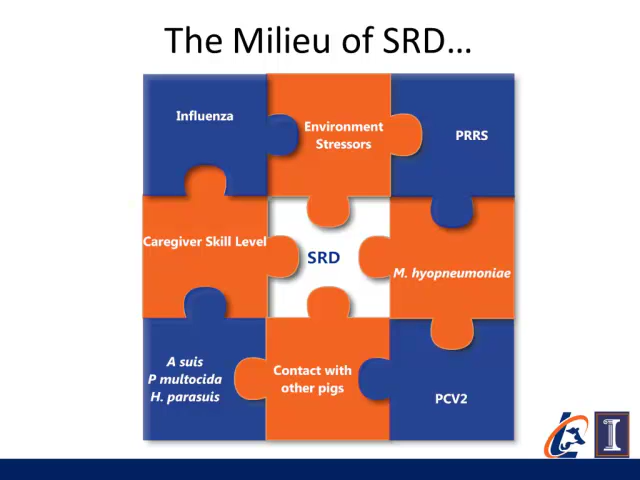 The Milieu of SRD...
Influenza
Environment
Stressors
PRRS
Caregiver Skill Level
SRD
M. hyopneumoniae
A suis
P multocida
H. parasuis
Contact with
other pigs
PCV2
I